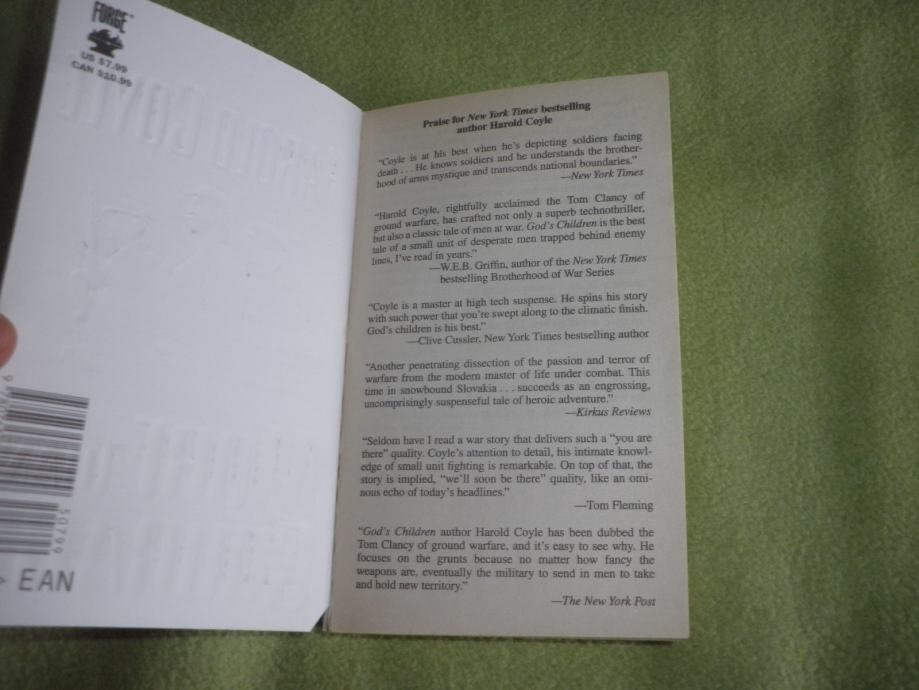 FORGE
US $7.99
CAN $10.99
50799
EAN
Praise for New York Times bestselling
author Harold Coyle
“Coyle is at his best when he’s depicting soldiers facing
death . . . He knows soldiers and he understands the brother-
hood of arms mystique and transcends national boundaries.”
—New York Times
“Harold Coyle, rightfully acclaimed the Tom Clancy of
ground warfare, has crafted not only a superb technothriller,
but also a classic tale of men at war. God’s Children is the best
tale of a small unit of desperate men trapped behind enemy
lines, I’ve read in years.”
—W.E.B. Griffin, author of the New York Times
bestselling Brotherhood of War Series
“Coyle is a master at high tech suspense. He spins his story
with such power that you’re swept along to the climatic finish.
God’s children is his best.”
—Clive Cussler, New York Times bestselling author
“Another penetrating dissection of the passion and terror of
warfare from the modern master of life under combat. This
time in snowbound Slovakia . . . succeeds as an engrossing,
uncomprisingly suspenseful tale of heroic adventure.”
—Kirkus Reviews
“Seldom have I read a war story that delivers such a “you are
there” quality. Coyle’s attention to detail, his intimate knowl-
edge of small unit fighting is remarkable. On top of that, the
story is implied, “we’ll soon be there” quality, like an omi-
nous echo of today’s headlines.”
—Tom Fleming
“God’s Children author Harold Coyle has been dubbed the
Tom Clancy of ground warfare, and it’s easy to see why. He
focuses on the grunts because no matter how fancy the
weapons are, eventually the military to send in men to take
and hold new territory.”
—The New York Post